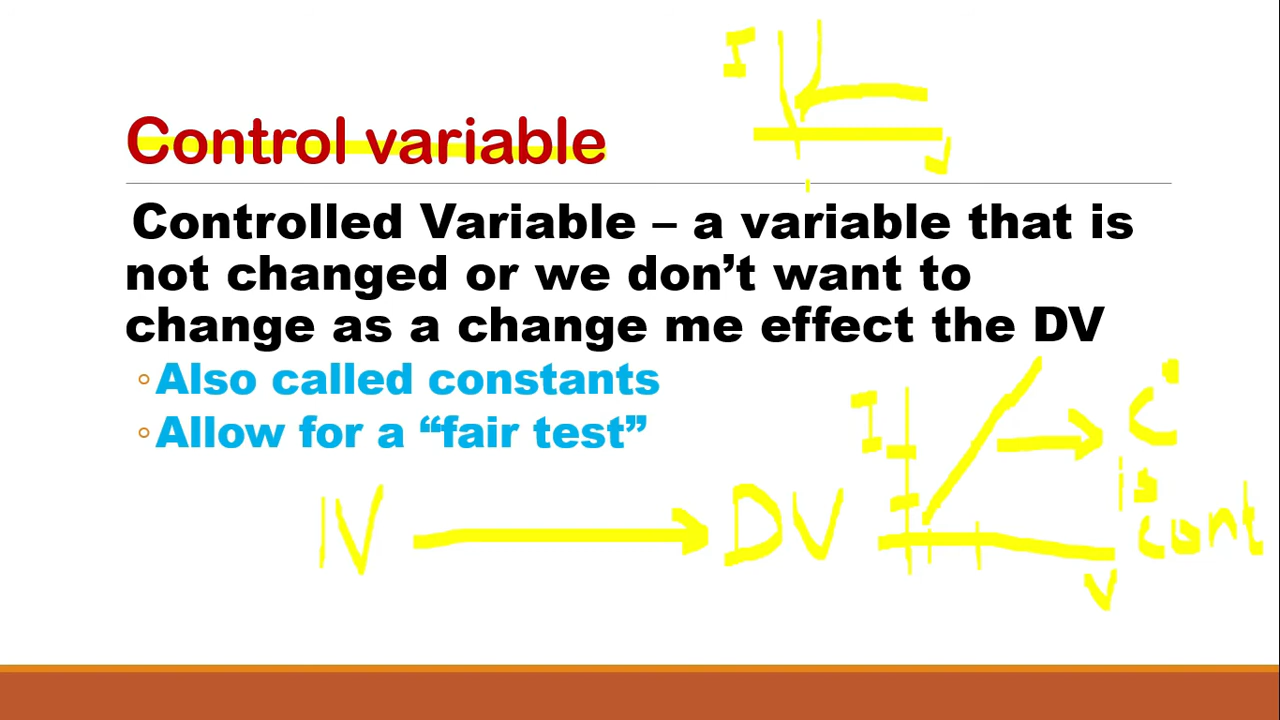 I
V
Control variable
Controlled Variable – a variable that is
not changed or we don’t want to
change as a change me effect the DV
◦Also called constants
◦Allow for a “fair test”
I
C
is
cont
IV → DV
V